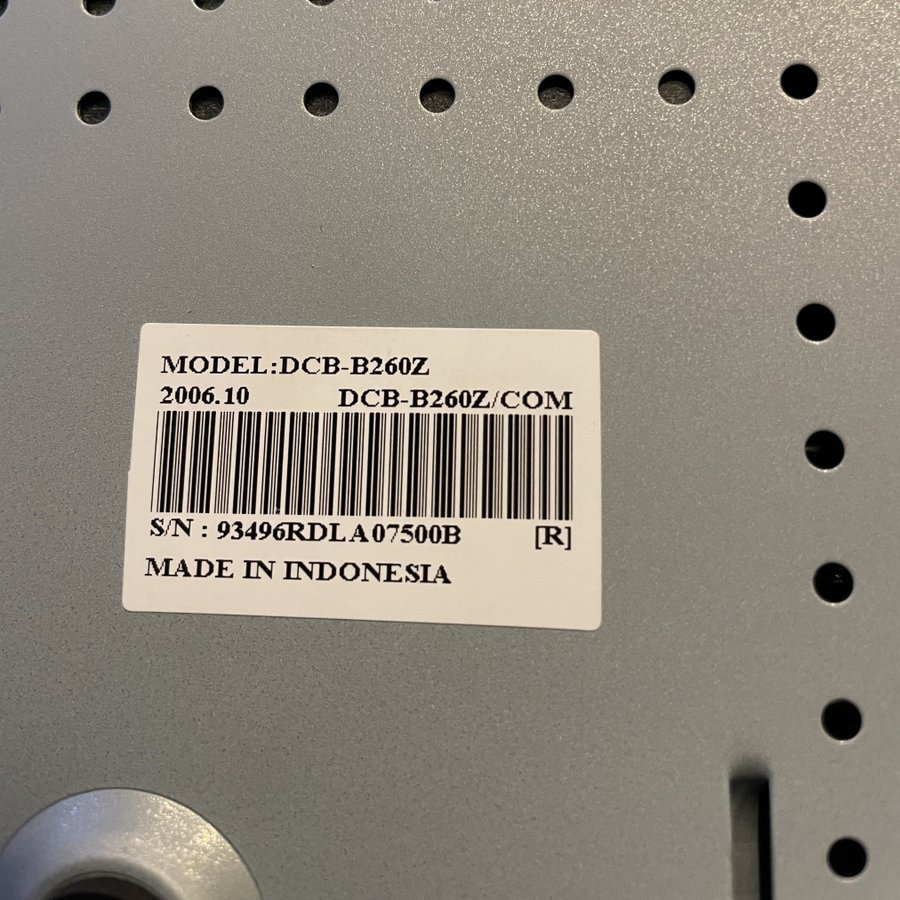 MODEL:DCB-B260Z
2006.10 DCB-B260Z/COM
S/N : 93496RDLA07500B [R]
MADE IN INDONESIA